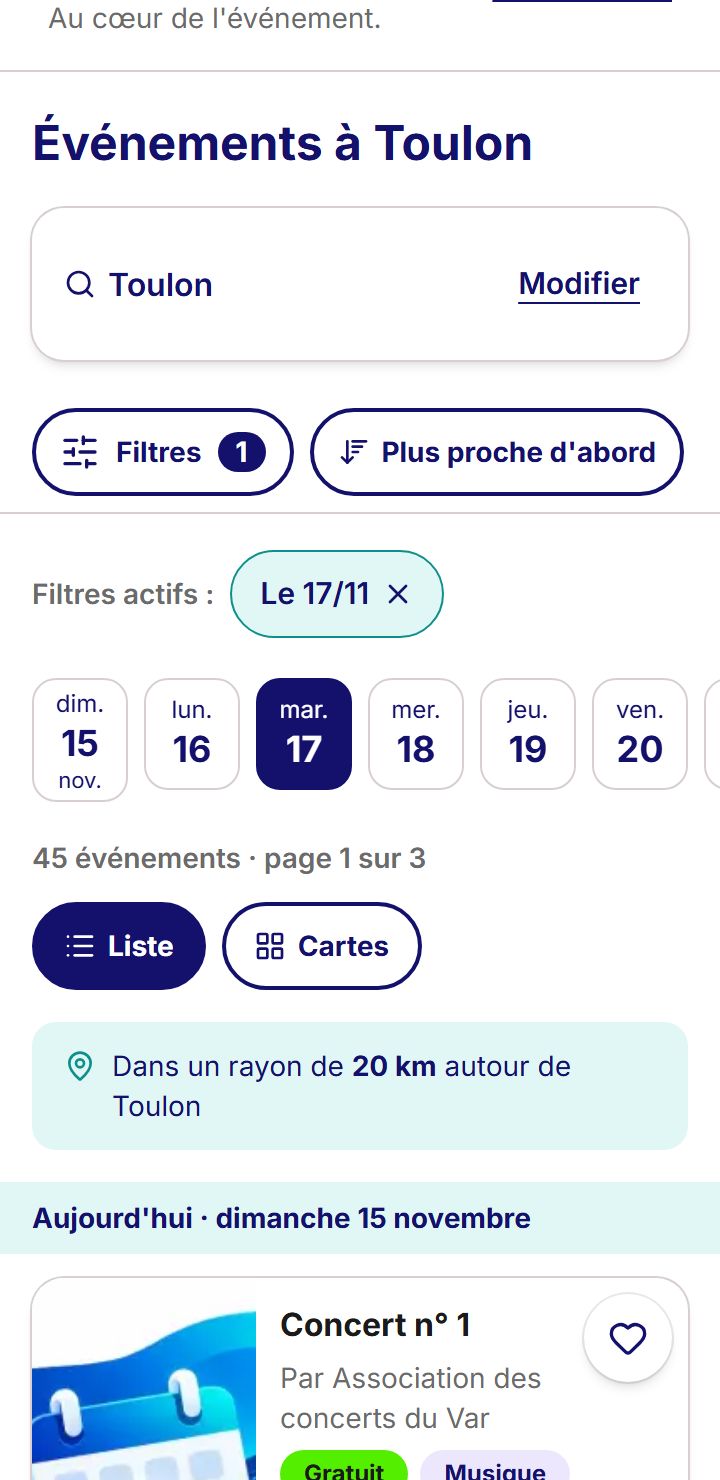 Au cœur de l'événement.
Événements à Toulon
Toulon Modifier
Filtres 1 Plus proche d'abord
Filtres actifs : Le 17/11
dim. lun. mar. mer. jeu. ven.
15 16 17 18 19 20
nov.
45 événements · page 1 sur 3
Liste Cartes
Dans un rayon de 20 km autour de
Toulon
Aujourd'hui · dimanche 15 novembre
Concert n° 1
Par Association des
concerts du Var
Gratuit Musique